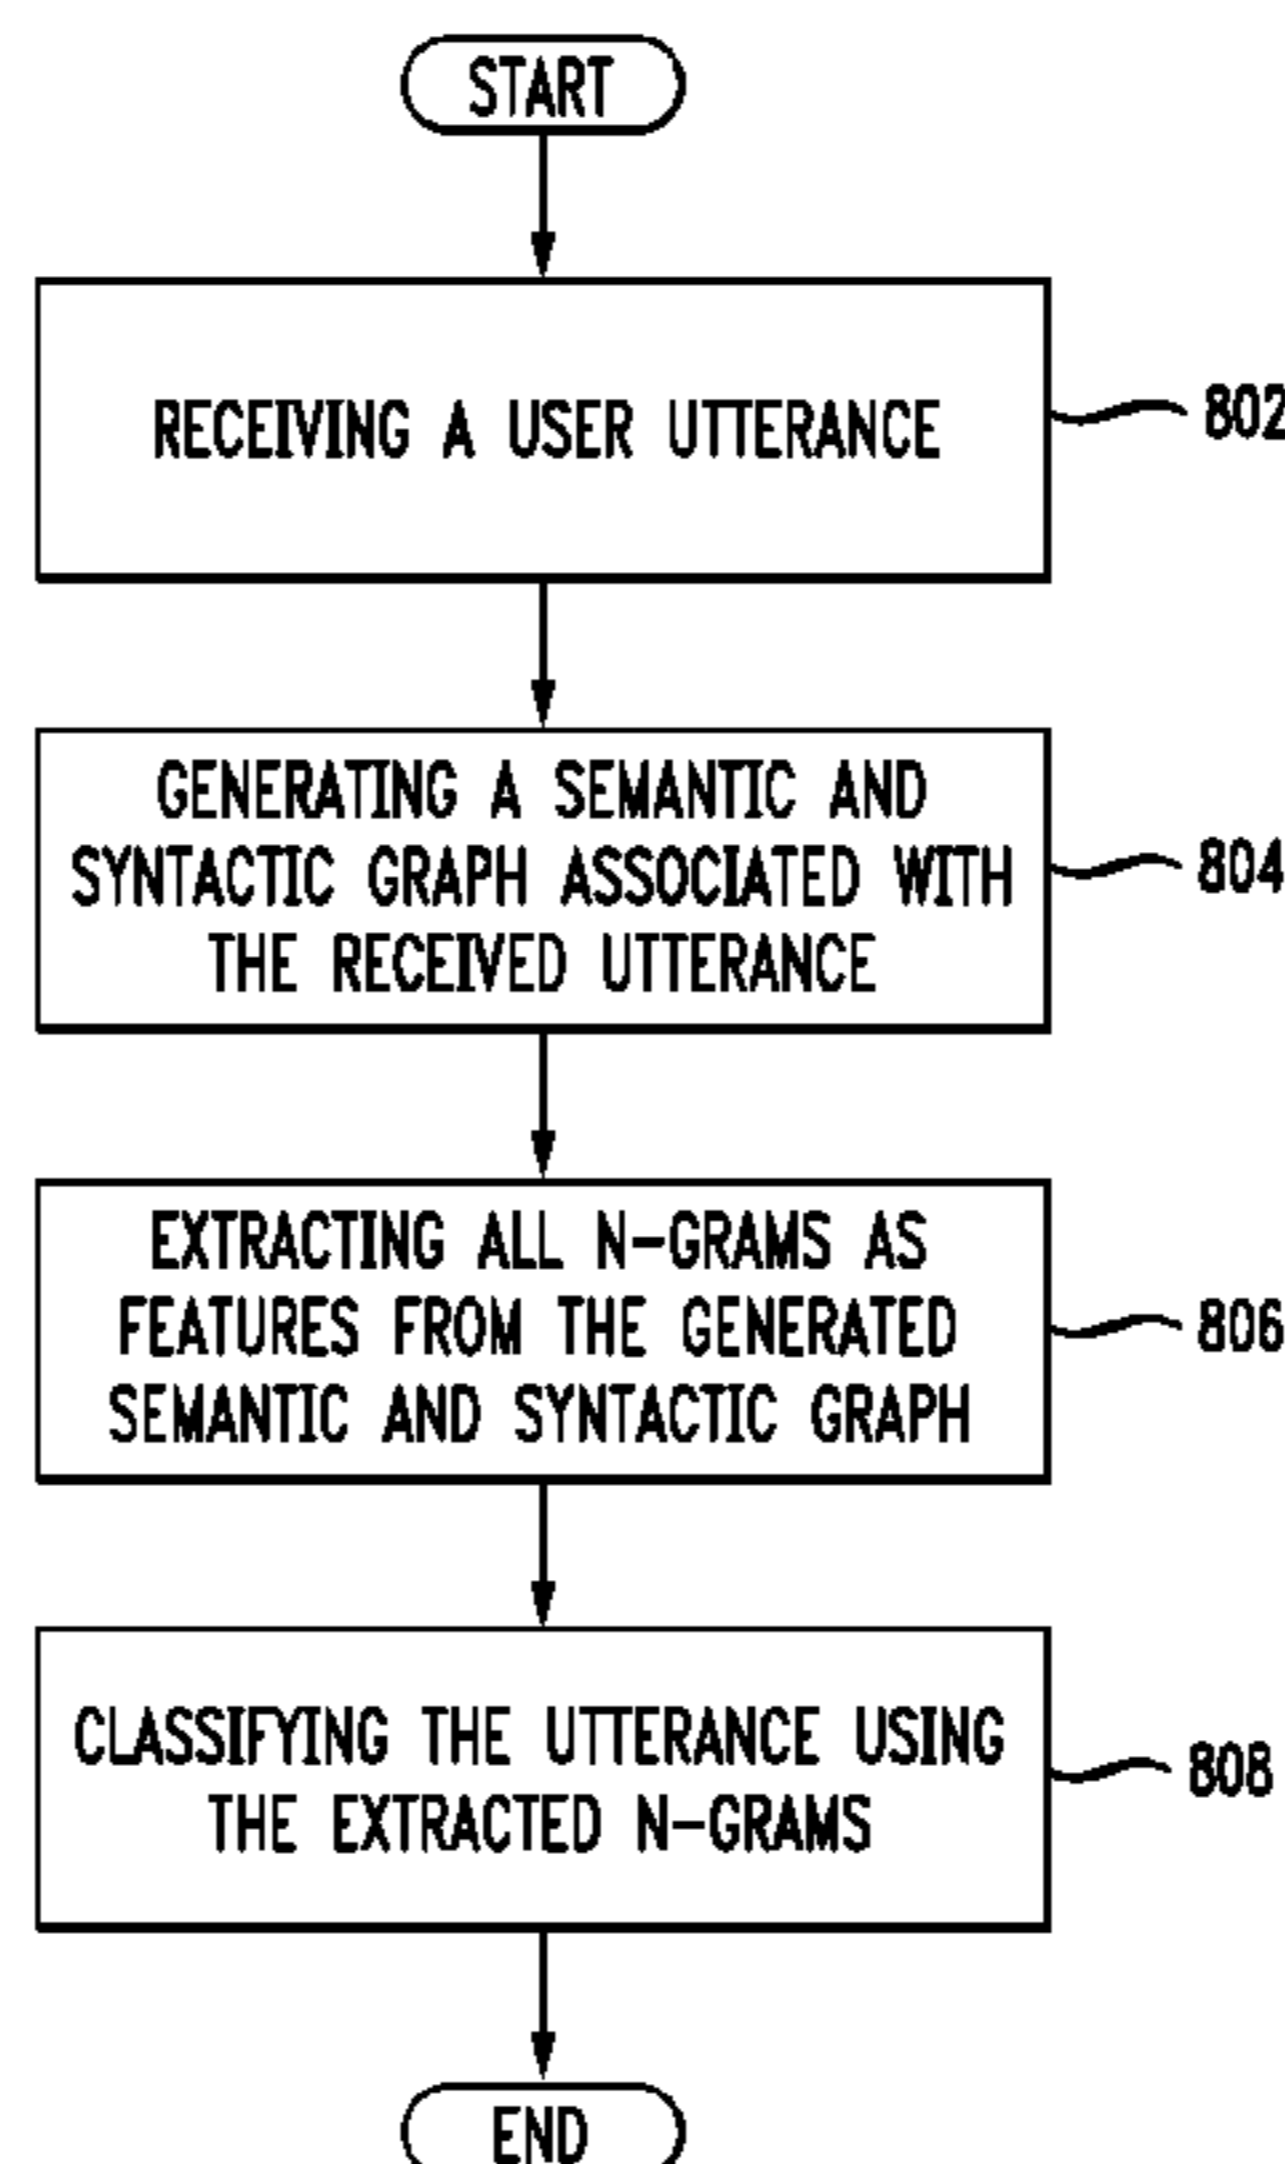 START
RECEIVING A USER UTTERANCE
802
GENERATING A SEMANTIC AND
SYNTACTIC GRAPH ASSOCIATED WITH
THE RECEIVED UTTERANCE
804
EXTRACTING ALL N-GRAMS AS
FEATURES FROM THE GENERATED
SEMANTIC AND SYNTACTIC GRAPH
806
CLASSIFYING THE UTTERANCE USING
THE EXTRACTED N-GRAMS
808
END